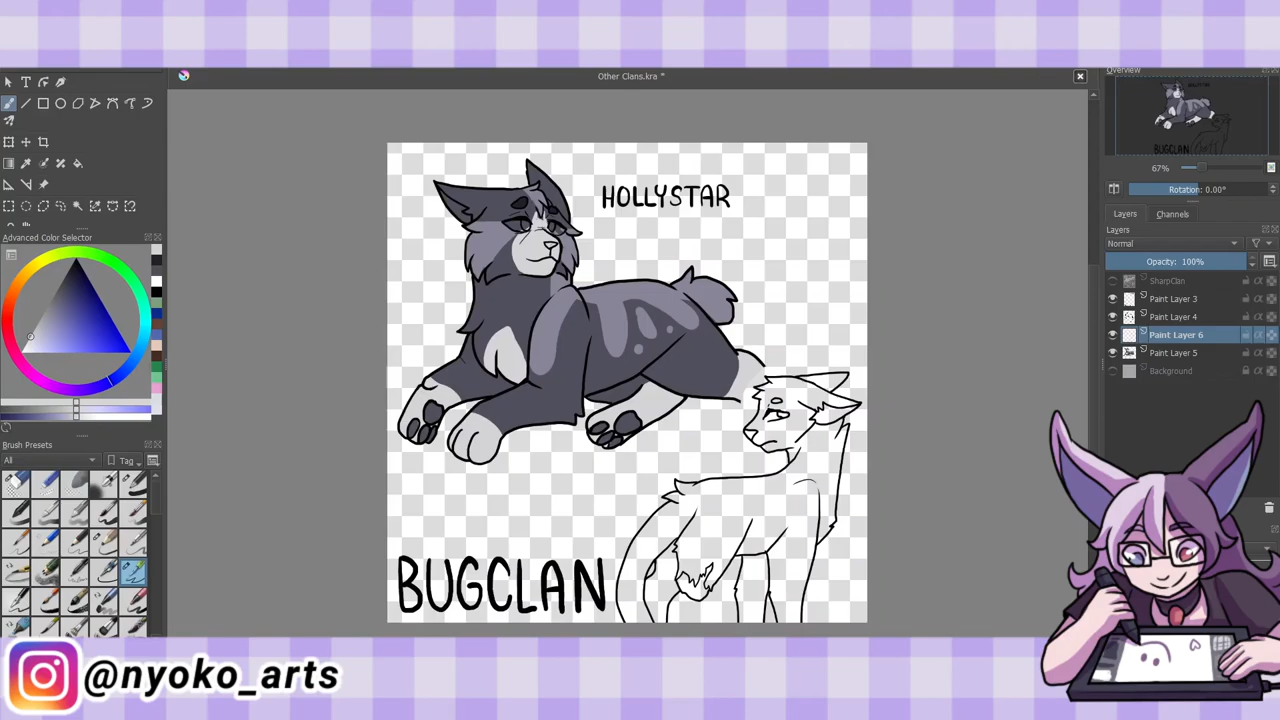 Other Clans.kra *
Overview
67%
Rotation: 0.00°
Layers
Channels
Layers
Normal
Opacity: 100%
SharpClan
Paint Layer 3
Paint Layer 4
Paint Layer 6
Paint Layer 5
Background
Advanced Color Selector
Brush Presets
All
Tag
HOLLYSTAR
BUGCLAN
@nyoko_arts